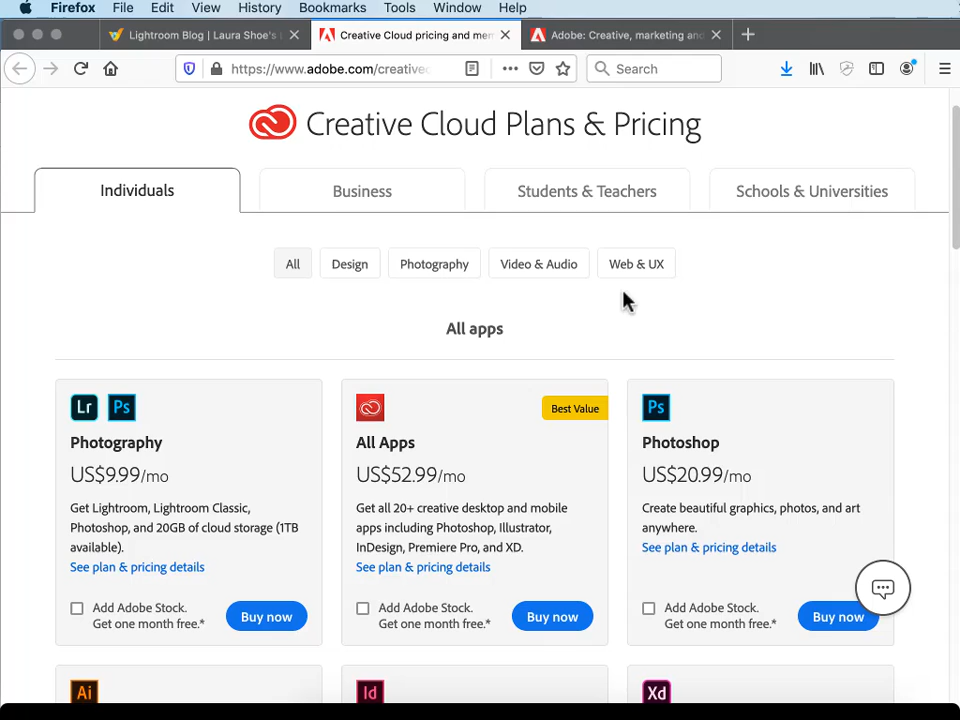 Firefox File Edit View History Bookmarks Tools Window Help
Lightroom Blog | Laura Shoe's
Creative Cloud pricing and mem
Adobe: Creative, marketing and
https://www.adobe.com/creative
Search
Creative Cloud Plans & Pricing
Individuals
Business
Students & Teachers
Schools & Universities
All
Design
Photography
Video & Audio
Web & UX
All apps
Lr Ps
Photography
US$9.99/mo
Get Lightroom, Lightroom Classic,
Photoshop, and 20GB of cloud storage (1TB
available).
See plan & pricing details
Add Adobe Stock.
Get one month free.*
Buy now
Best Value
All Apps
US$52.99/mo
Get all 20+ creative desktop and mobile
apps including Photoshop, Illustrator,
InDesign, Premiere Pro, and XD.
See plan & pricing details
Add Adobe Stock.
Get one month free.*
Buy now
Ps
Photoshop
US$20.99/mo
Create beautiful graphics, photos, and art
anywhere.
See plan & pricing details
Add Adobe Stock.
Get one month free.*
Buy now
Ai
Id
Xd